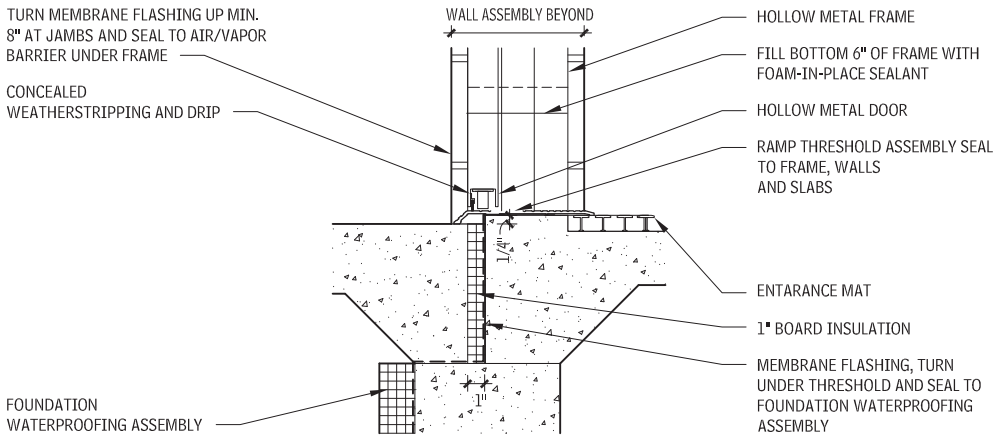 TURN MEMBRANE FLASHING UP MIN.
8" AT JAMBS AND SEAL TO AIR/VAPOR
BARRIER UNDER FRAME
CONCEALED
WEATHERSTRIPPING AND DRIP
FOUNDATION
WATERPROOFING ASSEMBLY
WALL ASSEMBLY BEYOND
1/4"
1"
HOLLOW METAL FRAME
FILL BOTTOM 6" OF FRAME WITH
FOAM-IN-PLACE SEALANT
HOLLOW METAL DOOR
RAMP THRESHOLD ASSEMBLY SEAL
TO FRAME, WALLS
AND SLABS
ENTARANCE MAT
1" BOARD INSULATION
MEMBRANE FLASHING, TURN
UNDER THRESHOLD AND SEAL TO
FOUNDATION WATERPROOFING
ASSEMBLY